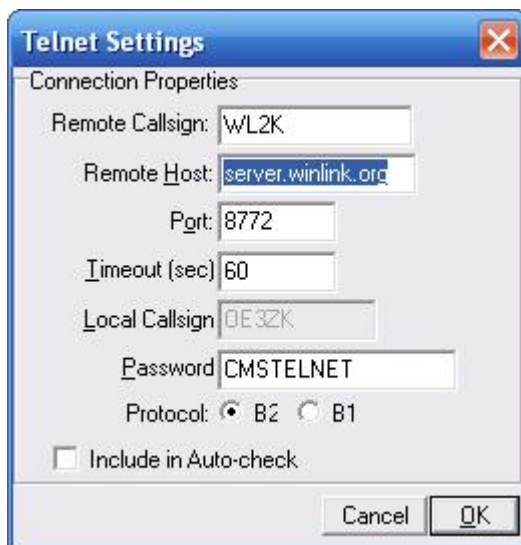 Telnet Settings
Connection Properties
Remote Callsign: WL2K
Remote Host: server.winlink.org
Port: 8772
Timeout (sec) 60
Local Callsign OE3ZK
Password CMSTELNET
Protocol: B2 B1
Include in Auto-check
Cancel OK